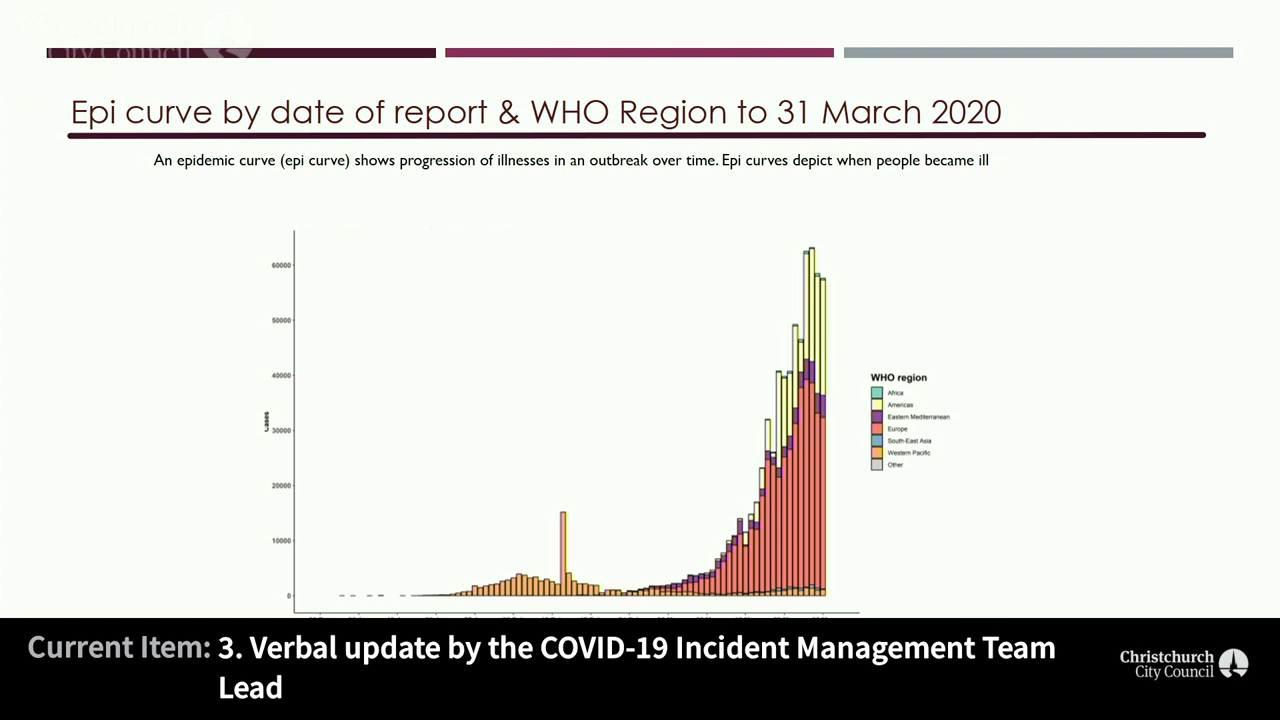 City Council
Epi curve by date of report & WHO Region to 31 March 2020
An epidemic curve (epi curve) shows progression of illnesses in an outbreak over time. Epi curves depict when people became ill
60000
50000
40000
30000
20000
10000
0
Cases
WHO region
Africa
Americas
Eastern Mediterranean
Europe
South-East Asia
Western Pacific
Other
Current Item: 3. Verbal update by the COVID-19 Incident Management Team
Lead
Christchurch
City Council